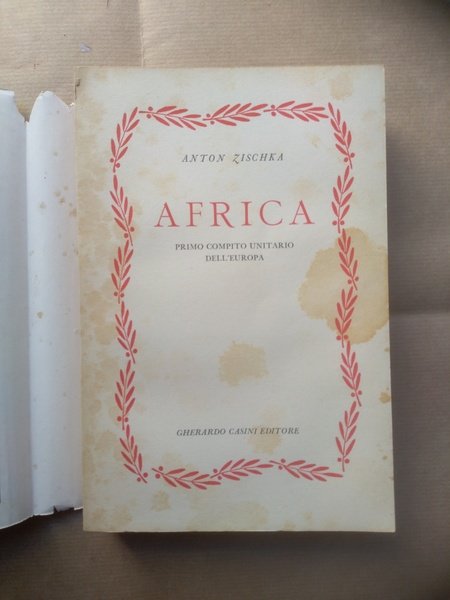 ANTON ZISCHKA
AFRICA
PRIMO COMPITO UNITARIO
DELL'EUROPA
GHERARDO CASINI EDITORE